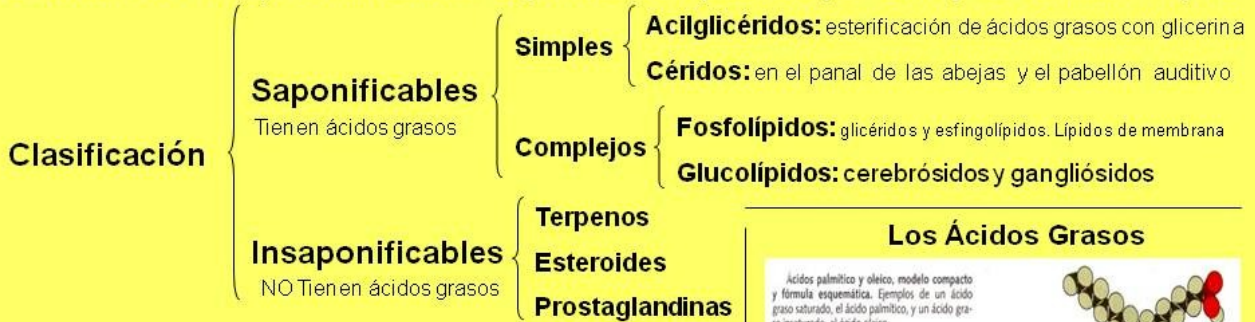 Acilglicéridos: esterificación de ácidos grasos con glicerina
Simples
Céridos: en el panal de las abejas y el pabellón auditivo
Saponificables
Tienen ácidos grasos
Clasificación
Fosfolípidos: glicéridos y esfingolípidos. Lípidos de membrana
Complejos
Glucolípidos: cerebrósidos y gangliósidos
Terpenos
Insaponificables
NO Tienen ácidos grasos
Esteroides
Prostaglandinas
Los Ácidos Grasos
Ácidos palmítico y oleico, modelo compacto
y fórmula esquemática. Ejemplos de un ácido
graso saturado, el ácido palmítico, y un ácido gra-